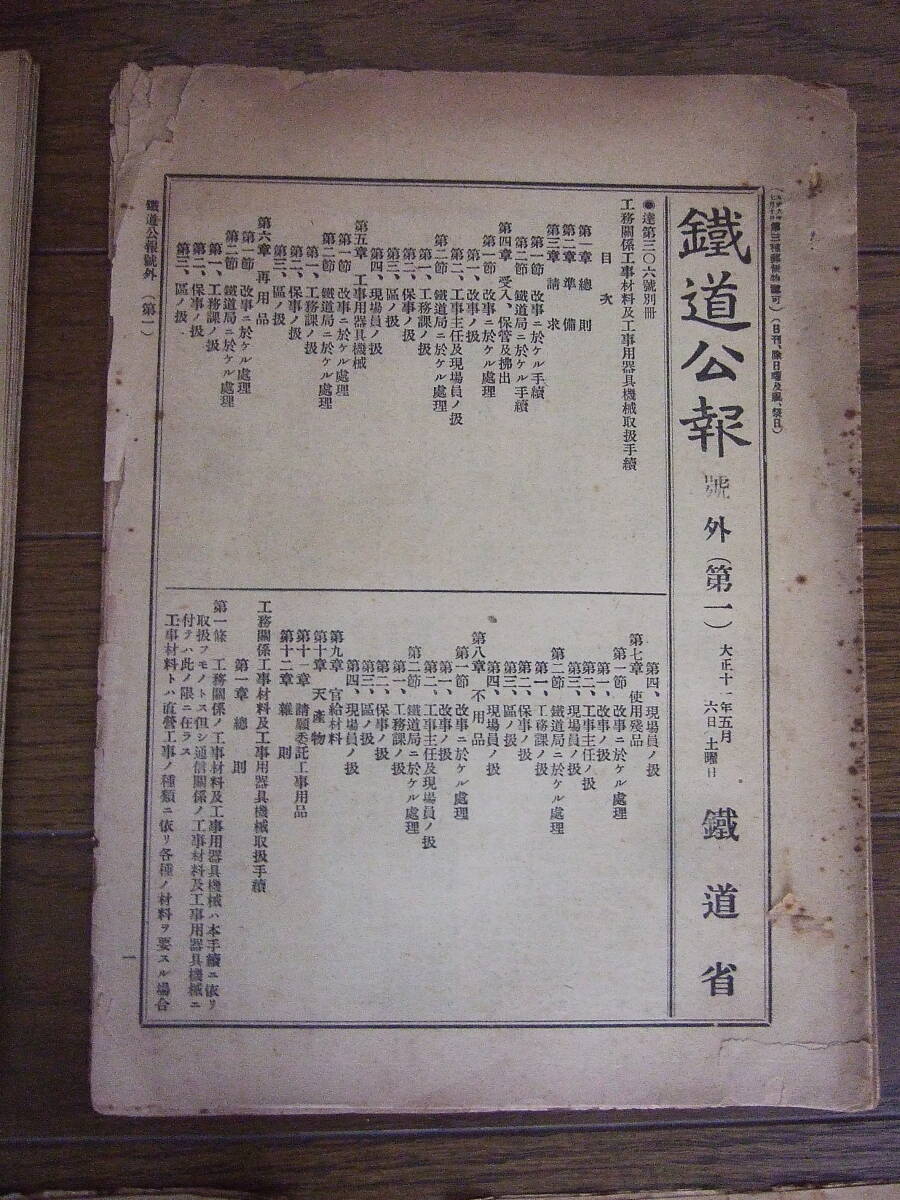 第三種郵便物認可)(日刊、除日曜及祝、祭日)
鐵道公報 號外(第一) 大正十一年五月六日 土曜日 鐵道省
●達第三〇六號別冊
工務關係工事材料及工事用器具機械取扱手續
目次
第一章 總則
第二章 準備
第三章 請求
第一節 改事ニ於ケル手續
第二節 鐵道局ニ於ケル手續
第四章 受入、保管及拂出
第一節 改事ニ於ケル處理
第一、改事ノ扱
第二、工事主任及現場員ノ扱
第二節 鐵道局ニ於ケル處理
第一、工務課ノ扱
第二、保事ノ扱
第三、區ノ扱
第四、現場員ノ扱
第五章 工事用器具機械
第一節 改事ニ於ケル處理
第二節 鐵道局ニ於ケル處理
第一、工務課ノ扱
第二、保事ノ扱
第三、區ノ扱
第六章 再用品
第一節 改事ニ於ケル處理
第二節 鐵道局ニ於ケル處理
第一、工務課ノ扱
第二、保事ノ扱
第三、區ノ扱
第四、現場員ノ扱
第七章 使用殘品
第一節 改事ニ於ケル處理
第一、改事ノ扱
第二、工事主任ノ扱
第三、現場員ノ扱
第二節 鐵道局ニ於ケル處理
第一、工務課ノ扱
第二、保事ノ扱
第三、區ノ扱
第四、現場員ノ扱
第八章 不用品
第一節 改事ニ於ケル處理
第一、改事ノ扱
第二、工事主任及現場員ノ扱
第二節 鐵道局ニ於ケル處理
第一、工務課ノ扱
第二、保事ノ扱
第三、區ノ扱
第四、現場員ノ扱
第九章 官給材料
第十章 天產物
第十一章 請願委託工事用品
第十二章 雜則
工務關係工事材料及工事用器具機械取扱手續
第一章 總則
第一條 工務關係ノ工事材料及工事用器具機械ハ本手續ニ依リ
取扱フモノトス但シ通信關係ノ工事材料及工事用器具機械ニ
付テハ此ノ限ニ在ラス
工事材料トハ直營工事ノ種類ニ依リ各種ノ材料ヲ要スル場合
鐵道公報號外 (第一)
一